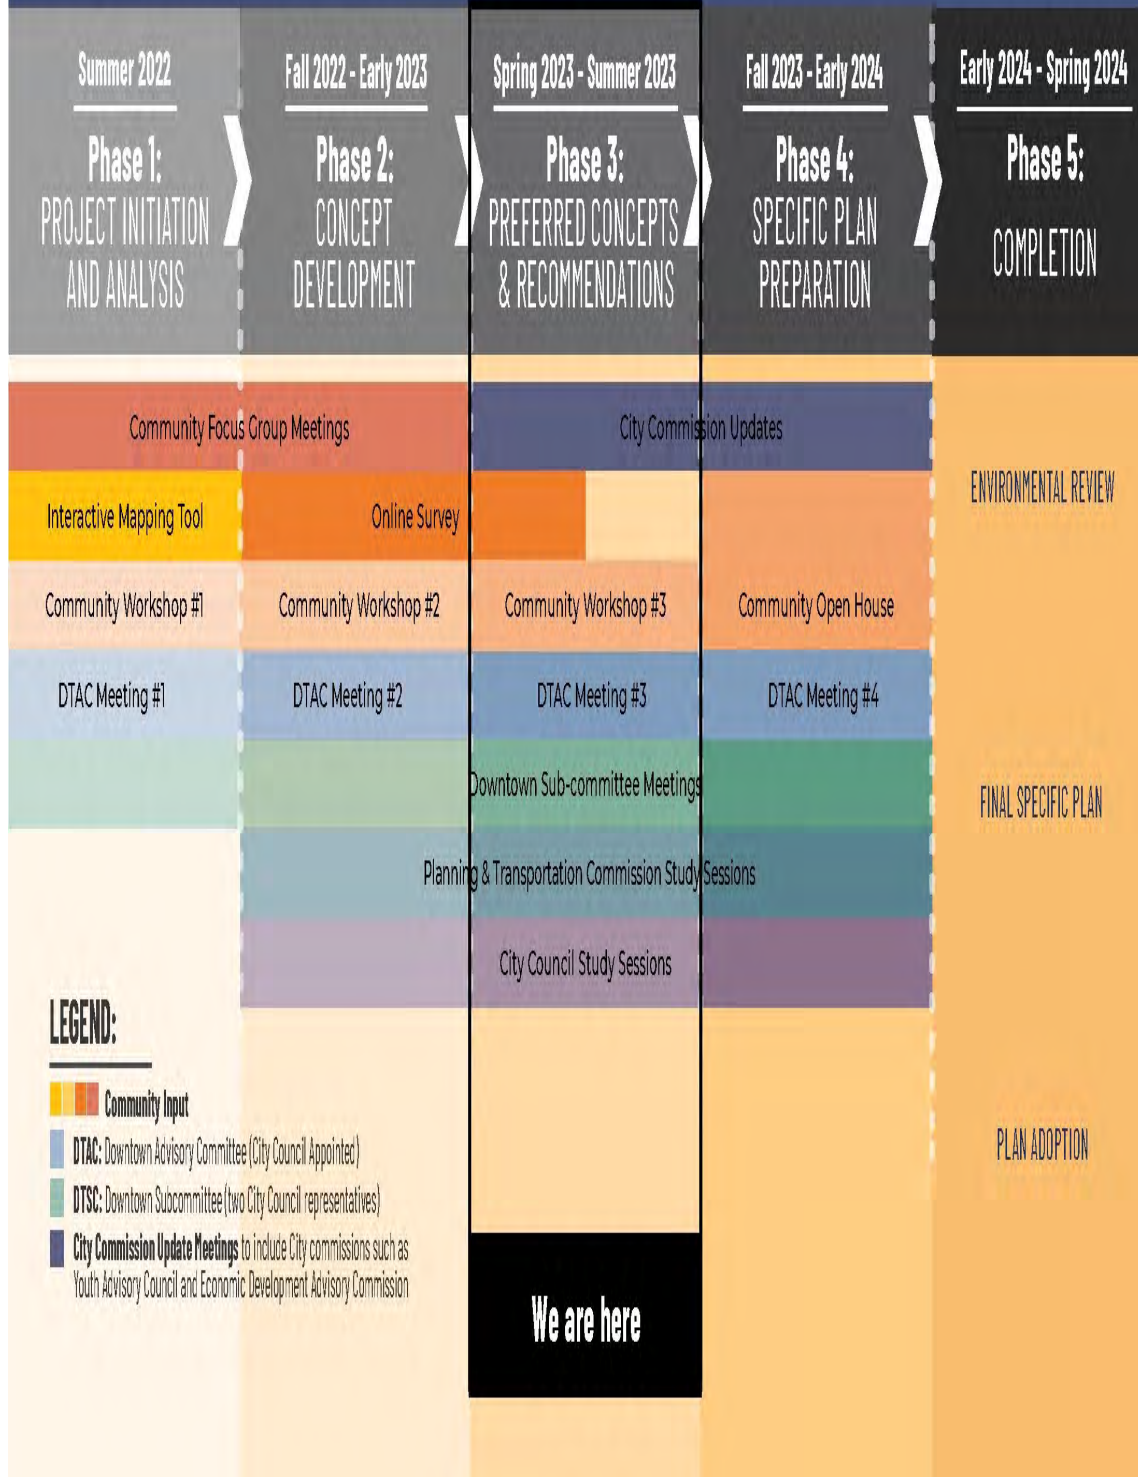 Summer 2022
Phase 1:
PROJECT INITIATION
AND ANALYSIS
Fall 2022 - Early 2023
Phase 2:
CONCEPT
DEVELOPMENT
Spring 2023 - Summer 2023
Phase 3:
PREFERRED CONCEPTS
& RECOMMENDATIONS
Fall 2023 - Early 2024
Phase 4:
SPECIFIC PLAN
PREPARATION
Early 2024 - Spring 2024
Phase 5:
COMPLETION
Community Focus Group Meetings
City Commission Updates
Interactive Mapping Tool
Online Survey
Community Workshop #1
Community Workshop #2
Community Workshop #3
Community Open House
DTAC Meeting #1
DTAC Meeting #2
DTAC Meeting #3
DTAC Meeting #4
Downtown Sub-committee Meetings
Planning & Transportation Commission Study Sessions
City Council Study Sessions
ENVIRONMENTAL REVIEW
FINAL SPECIFIC PLAN
PLAN ADOPTION
LEGEND:
Community Input
DTAC: Downtown Advisory Committee (City Council Appointed)
DTSC: Downtown Subcommittee (two City Council representatives)
City Commission Update Meetings to include City commissions such as
Youth Advisory Council and Economic Development Advisory Commission
We are here